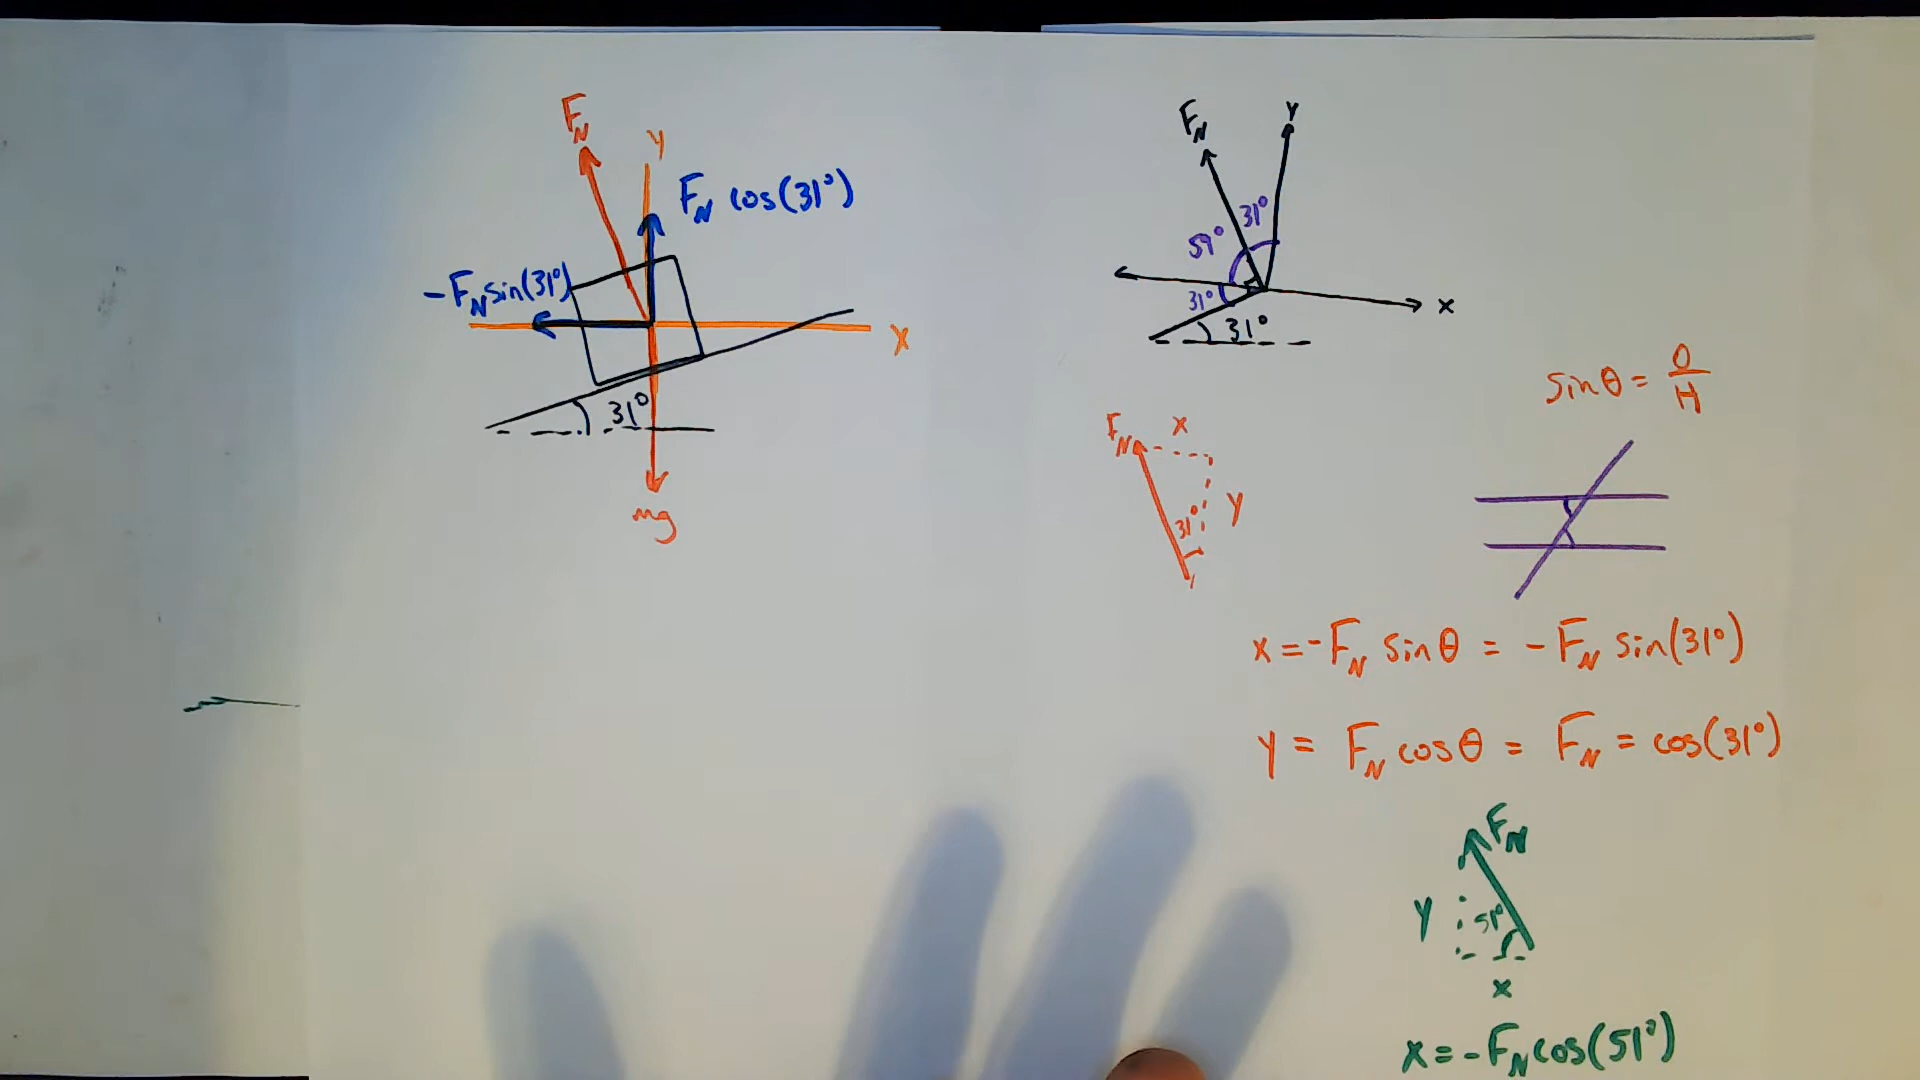 F_N
Y
F_N cos(31°)
-F_N sin(31°)
X
31°
mg
F_N
Y
31°
59°
31°
31°
x
sinθ = O/H
F_N
x
31°
y
x = -F_N sinθ = -F_N sin(31°)
y = F_N cosθ = F_N = cos(31°)
F_N
y
51°
x
x = -F_N cos(51°)